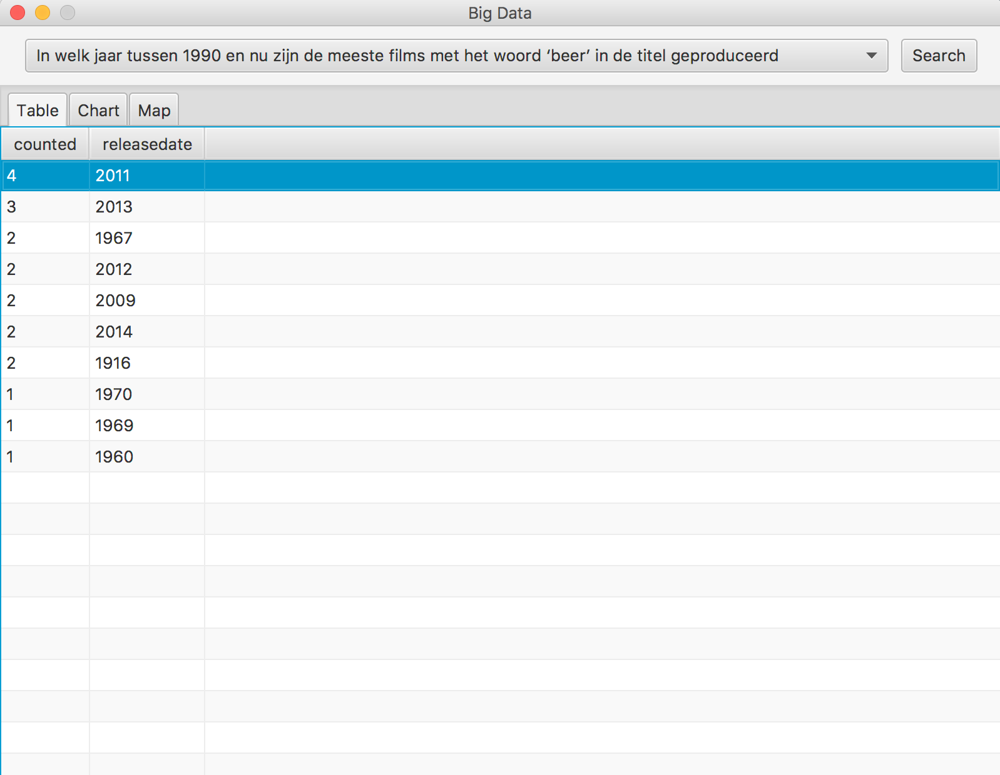 Big Data
In welk jaar tussen 1990 en nu zijn de meeste films met het woord ‘beer’ in de titel geproduceerd Search
Table Chart Map
counted releasedate
4 2011
3 2013
2 1967
2 2012
2 2009
2 2014
2 1916
1 1970
1 1969
1 1960